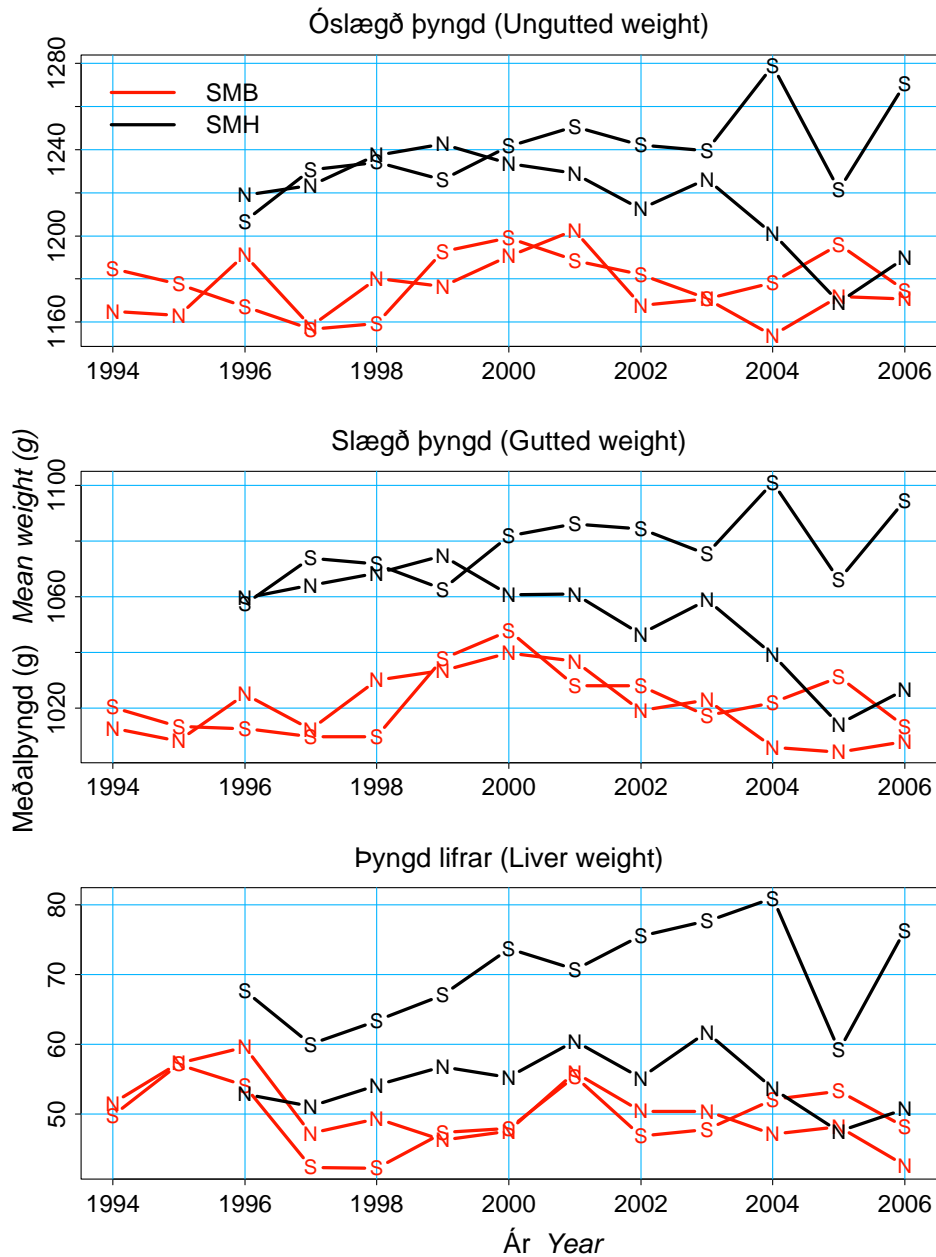 Óslægð þyngd (Ungutted weight)
1280
1240
1200
1160
SMB
SMH
S S S S S S S S S S S
N N N N N N N N N N N
S S S S S S S S S S S S S
N N N N N N N N N N N N N
1994 1996 1998 2000 2002 2004 2006
Slægð þyngd (Gutted weight)
1100
1060
1020
S S S S S S S S S S S
N N N N N N N N N N N
S S S S S S S S S S S S S
N N N N N N N N N N N N N
1994 1996 1998 2000 2002 2004 2006
Meðalþyngd (g) Mean weight (g)
Þyngd lifrar (Liver weight)
80
70
60
50
S S S S S S S S S S S
N N N N N N N N N N N
S S S S S S S S S S S S S
N N N N N N N N N N N N N
1994 1996 1998 2000 2002 2004 2006
Ár Year